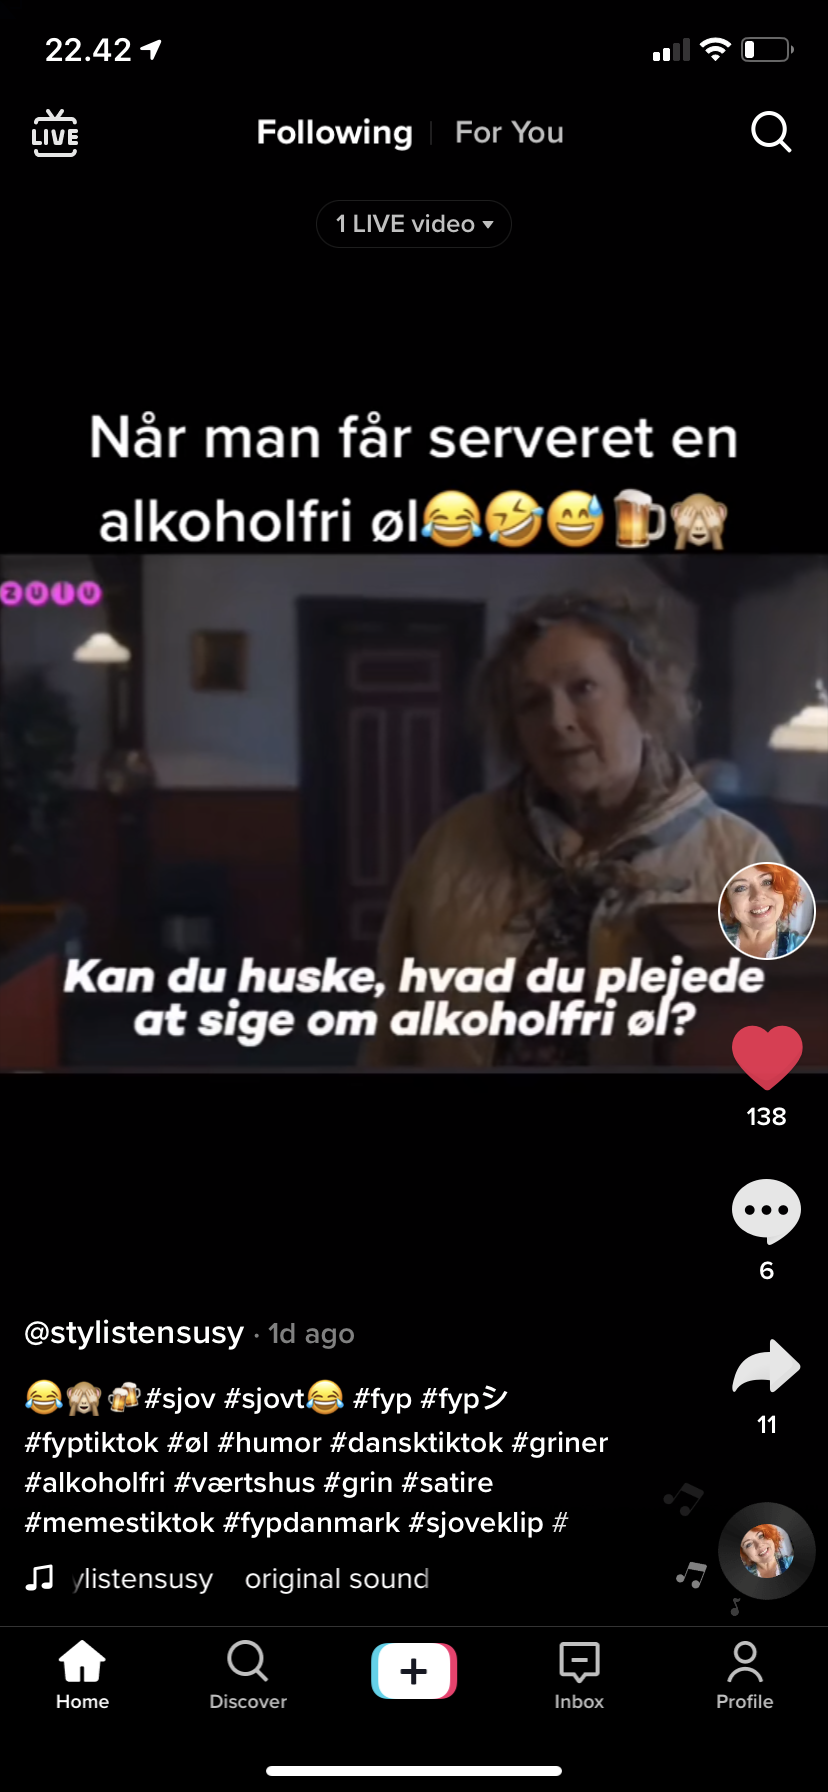 22.42
LIVE
Following
For You
1 LIVE video
Når man får serveret en
alkoholfri øl😂🤣😅🍺🙈
ZULU
Kan du huske, hvad du plejede
at sige om alkoholfri øl?
138
6
@stylistensusy · 1d ago
😂🙈🍻#sjov #sjovt😂 #fyp #fypシ
#fyptiktok #øl #humor #dansktiktok #griner
#alkoholfri #værtshus #grin #satire
#memestiktok #fypdanmark #sjoveklip #
11
ylistensusy original sound
Home
Discover
Inbox
Profile